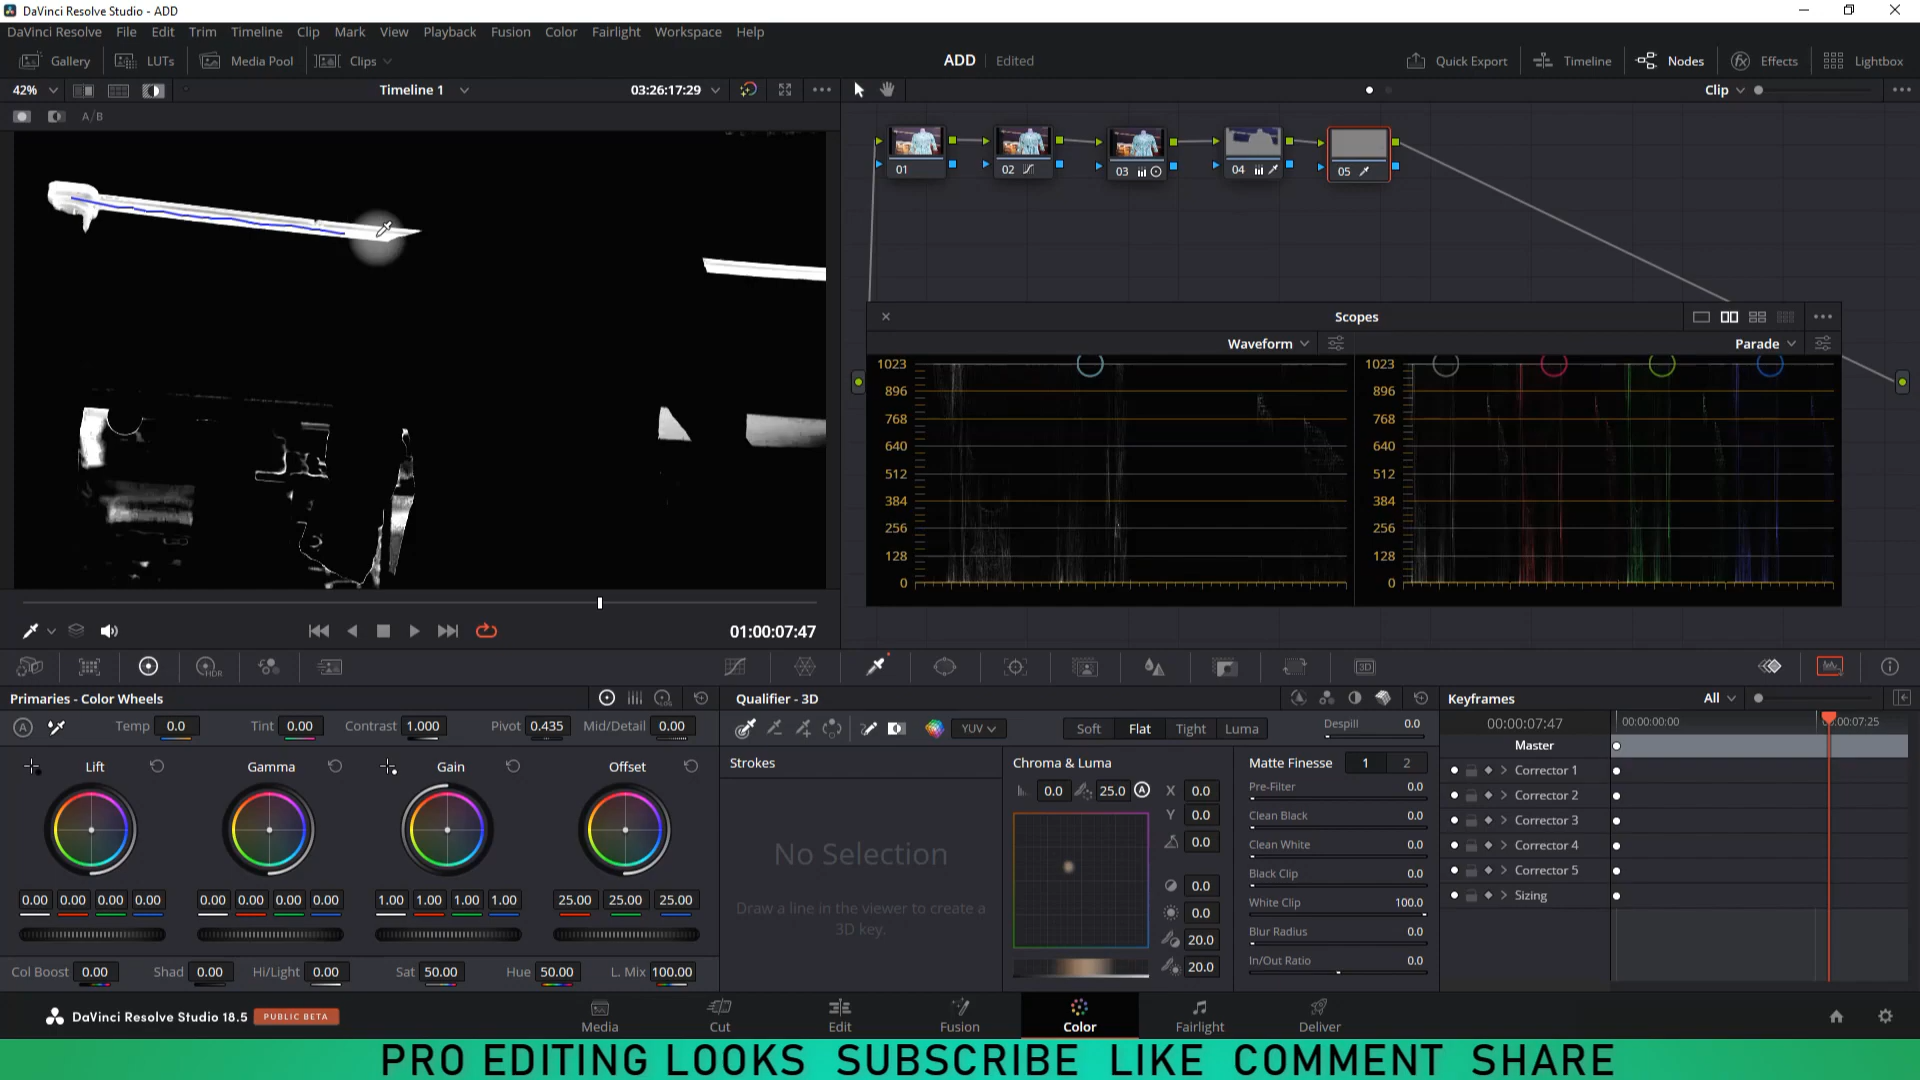 DaVinci Resolve Studio - ADD
DaVinci Resolve File Edit Trim Timeline Clip Mark View Playback Fusion Color Fairlight Workspace Help
Gallery LUTs Media Pool Clips ADD Edited Quick Export Timeline Nodes Effects Lightbox
42% Timeline 1 03:26:17:29 Clip
A/B
01 02 03 04 05
Scopes
Waveform Parade
1023 1023
896 896
768 768
640 640
512 512
384 384
256 256
128 128
0 0
01:00:07:47
HDR 3D
Primaries - Color Wheels Qualifier - 3D Keyframes All
A Temp 0.0 Tint 0.00 Contrast 1.000 Pivot 0.435 Mid/Detail 0.00 YUV Soft Flat Tight Luma Despill 0.0 00:00:07:47 00:00:00:00 00:07:25
Lift Gamma Gain Offset Strokes Chroma & Luma Matte Finesse 1 2 Master
0.0 25.0 A X 0.0 Pre-Filter 0.0 Corrector 1
Y 0.0 Clean Black 0.0 Corrector 2
0.0 Clean White 0.0 Corrector 3
No Selection Black Clip 0.0 Corrector 4
0.0 White Clip 100.0 Corrector 5
0.0 Blur Radius 0.0 Sizing
20.0 In/Out Ratio 0.0
20.0
Draw a line in the viewer to create a
3D key.
0.00 0.00 0.00 0.00 0.00 0.00 0.00 0.00 1.00 1.00 1.00 1.00 25.00 25.00 25.00
Col Boost 0.00 Shad 0.00 Hi/Light 0.00 Sat 50.00 Hue 50.00 L. Mix 100.00
DaVinci Resolve Studio 18.5 PUBLIC BETA Media Cut Edit Fusion Color Fairlight Deliver
PRO EDITING LOOKS SUBSCRIBE LIKE COMMENT SHARE